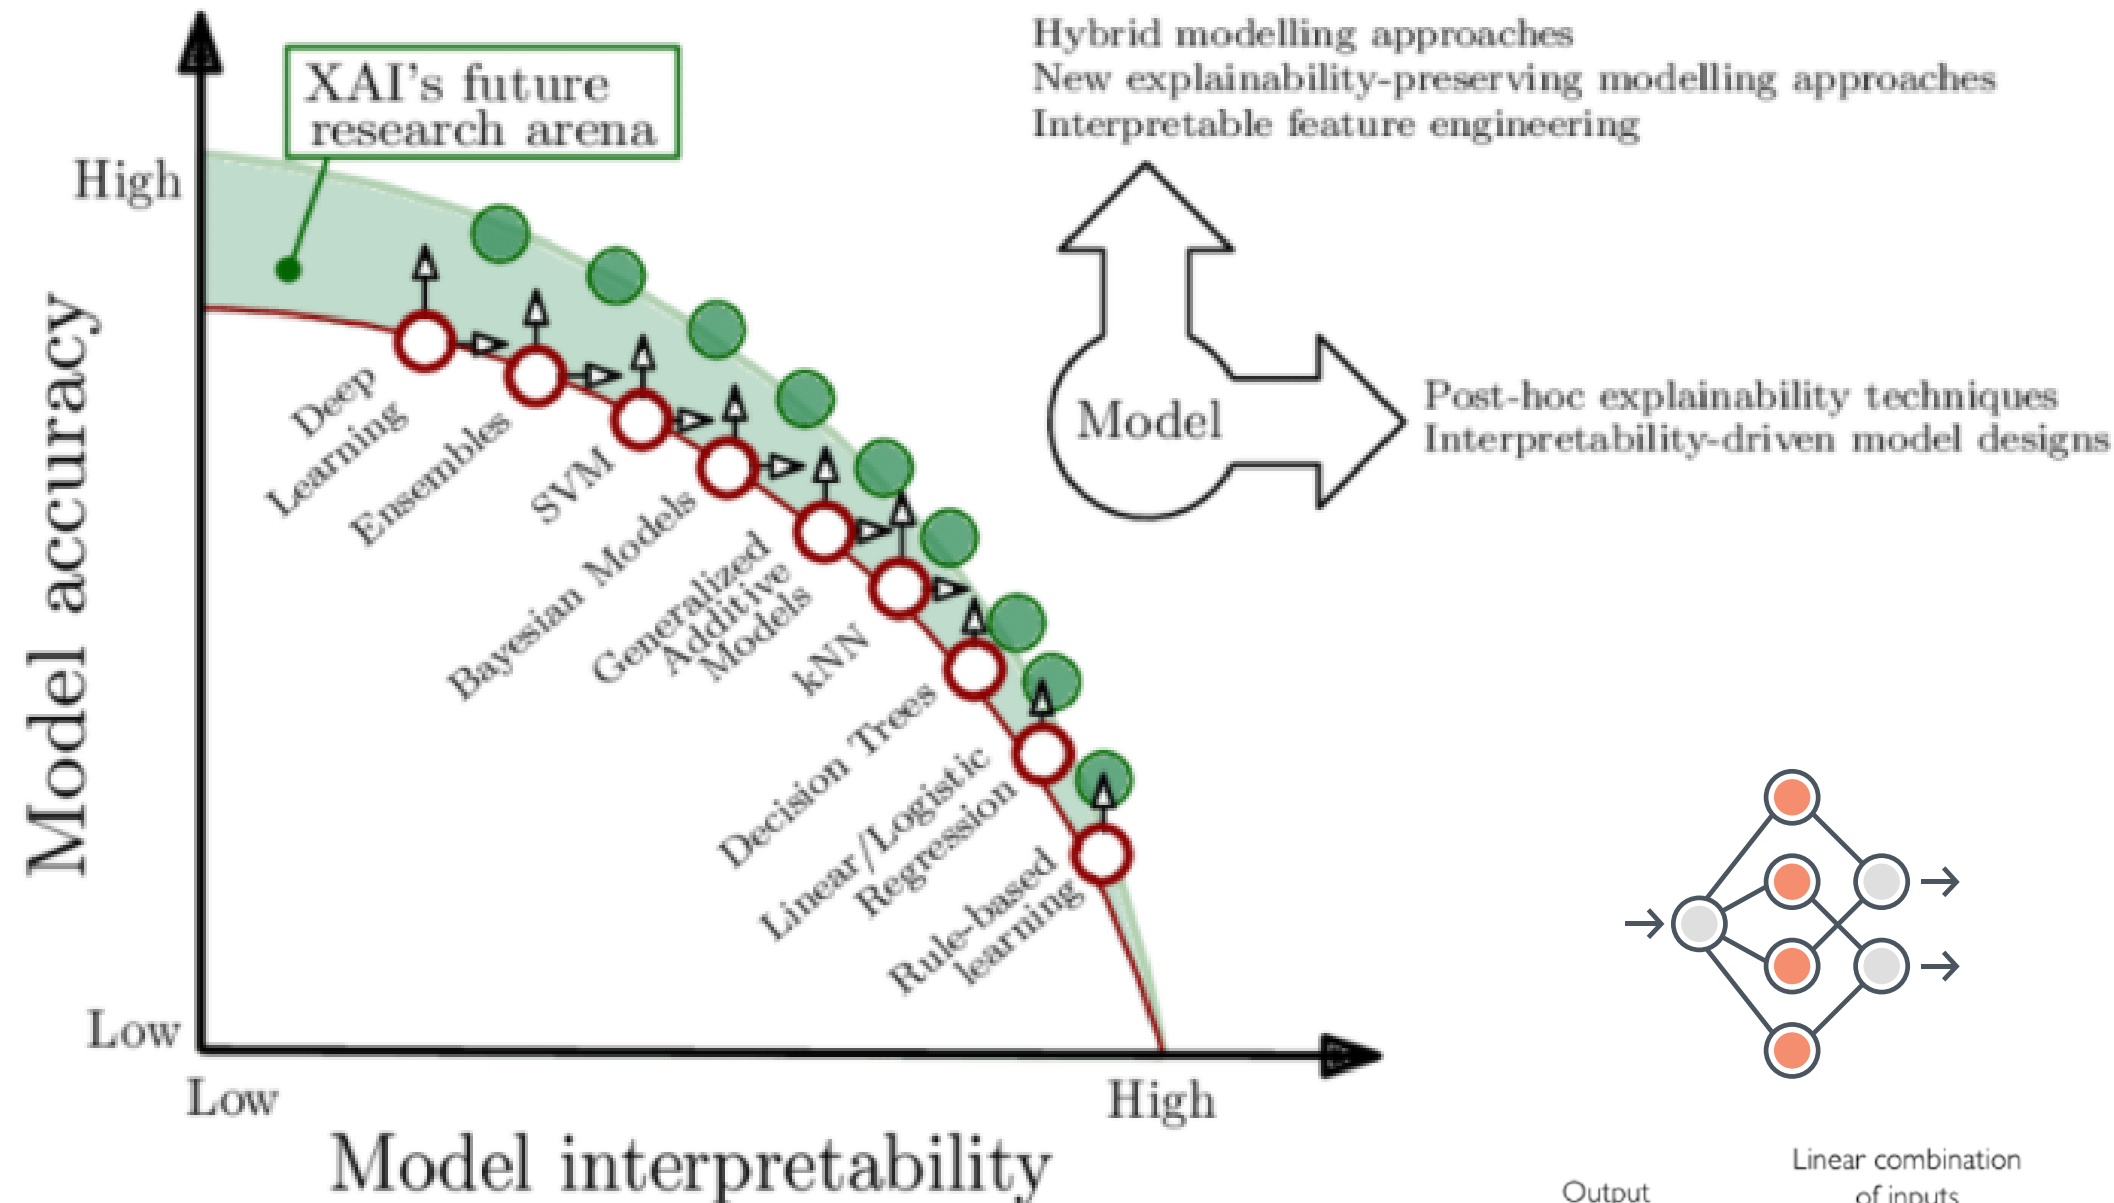 XAI's future
research arena
High
Model accuracy
Low
Low
High
Model interpretability
Deep
Learning
Ensembles
SVM
Bayesian Models
Generalized
Additive
Models
kNN
Decision Trees
Linear/Logistic
Regression
Rule-based
learning
Hybrid modelling approaches
New explainability-preserving modelling approaches
Interpretable feature engineering
Model
Post-hoc explainability techniques
Interpretability-driven model designs
Output
Linear combination
of inputs